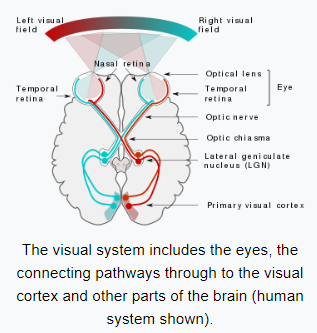 Left visual
field
Right visual
field
Nasal retina
Temporal
retina
Optical lens
Temporal
retina
Eye
Optic nerve
Optic chiasma
Lateral geniculate
nucleus (LGN)
Primary visual cortex
The visual system includes the eyes, the
connecting pathways through to the visual
cortex and other parts of the brain (human
system shown).